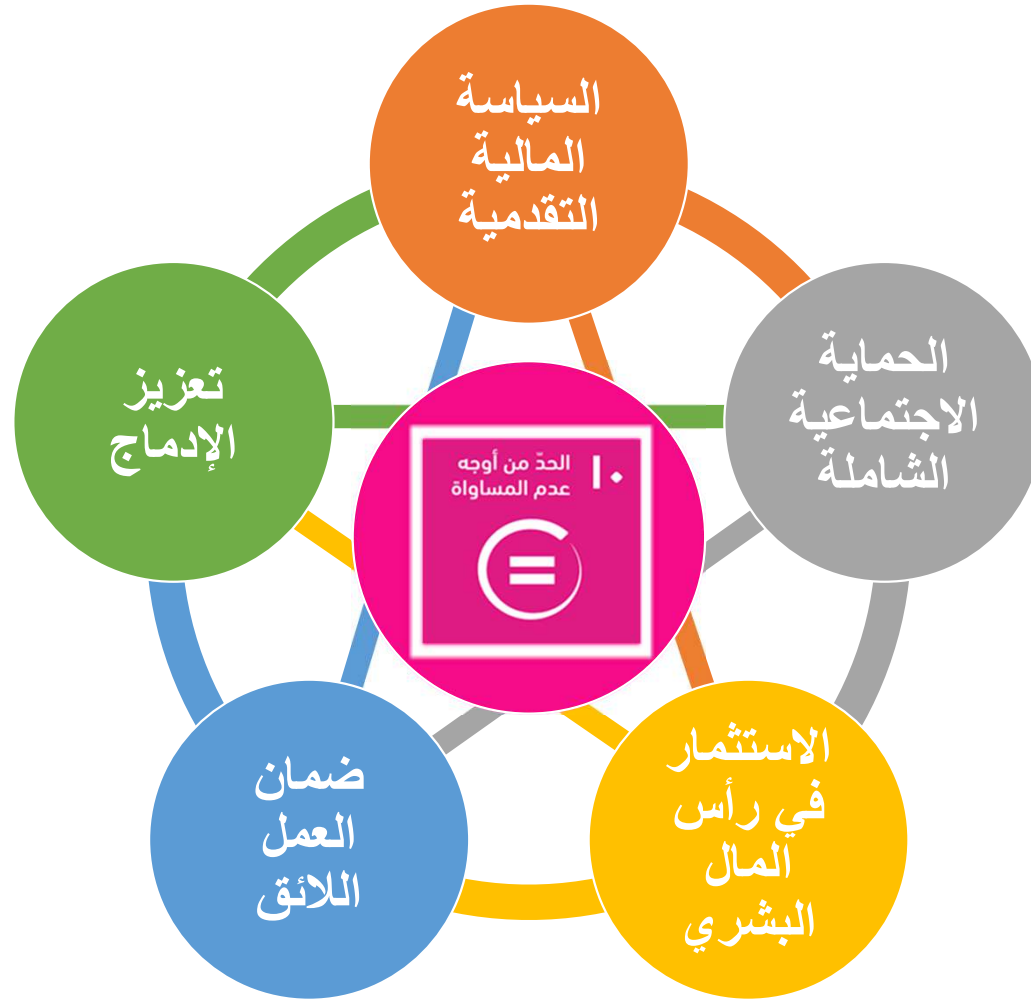 السياسة
المالية
التقدمية
الحماية
الاجتماعية
الشاملة
تعزيز
الإدماج
١٠
الحدّ من أوجه
عدم المساواة
الاستثمار
في رأس
المال
البشري
ضمان
العمل
اللائق